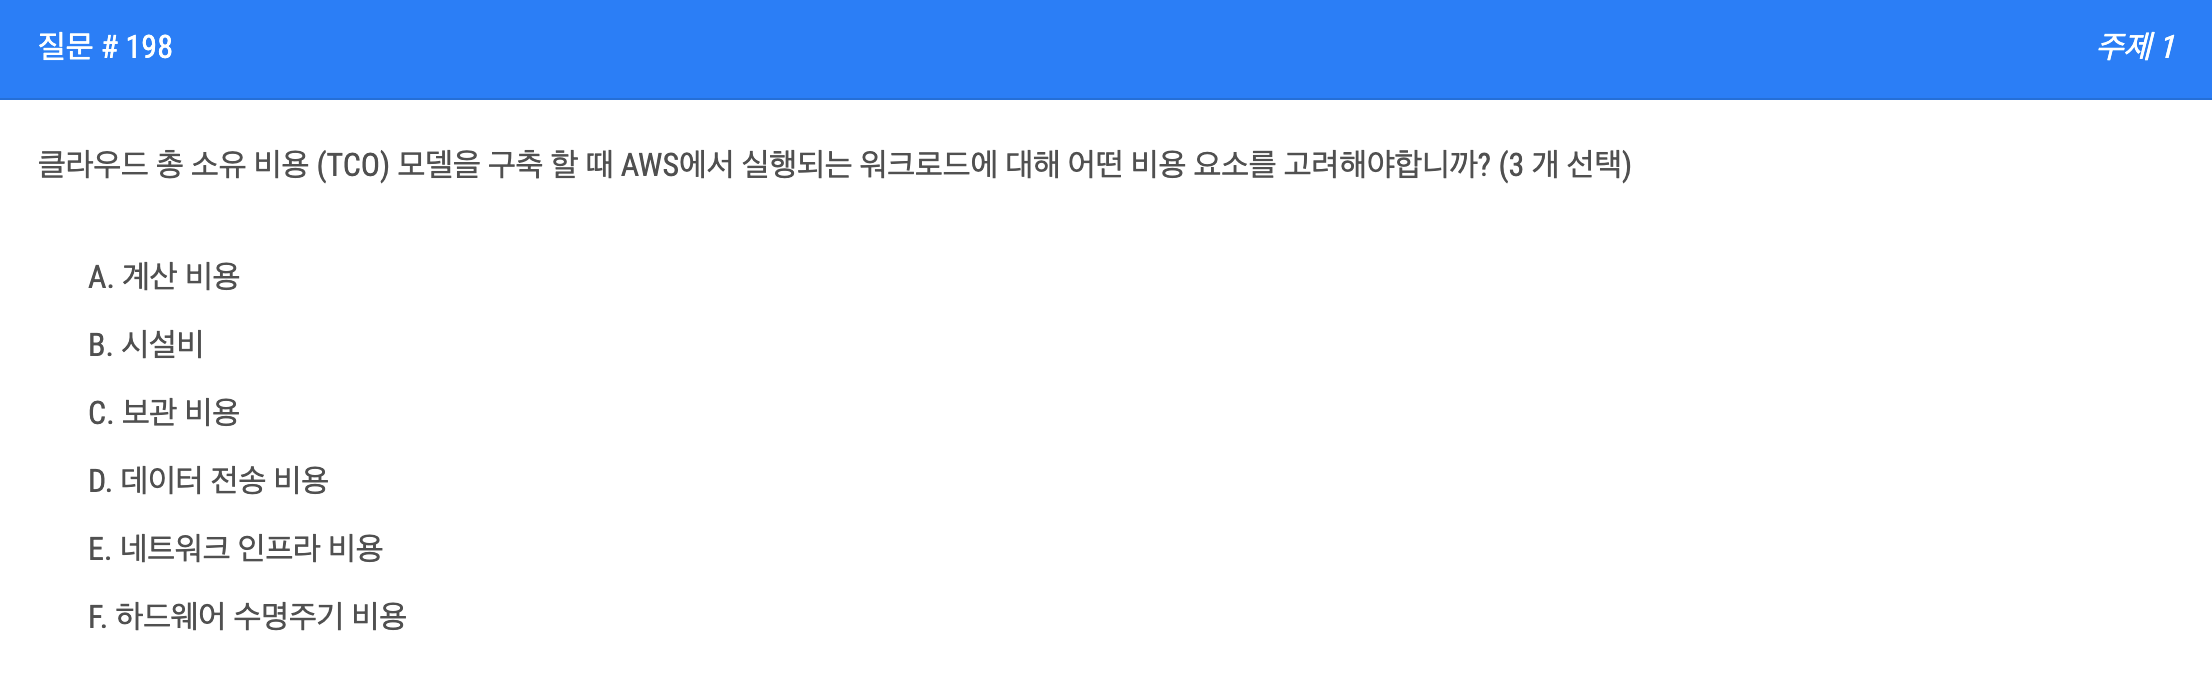 질문 # 198
주제 1
클라우드 총 소유 비용 (TCO) 모델을 구축 할 때 AWS에서 실행되는 워크로드에 대해 어떤 비용 요소를 고려해야합니까? (3 개 선택)
A. 계산 비용
B. 시설비
C. 보관 비용
D. 데이터 전송 비용
E. 네트워크 인프라 비용
F. 하드웨어 수명주기 비용